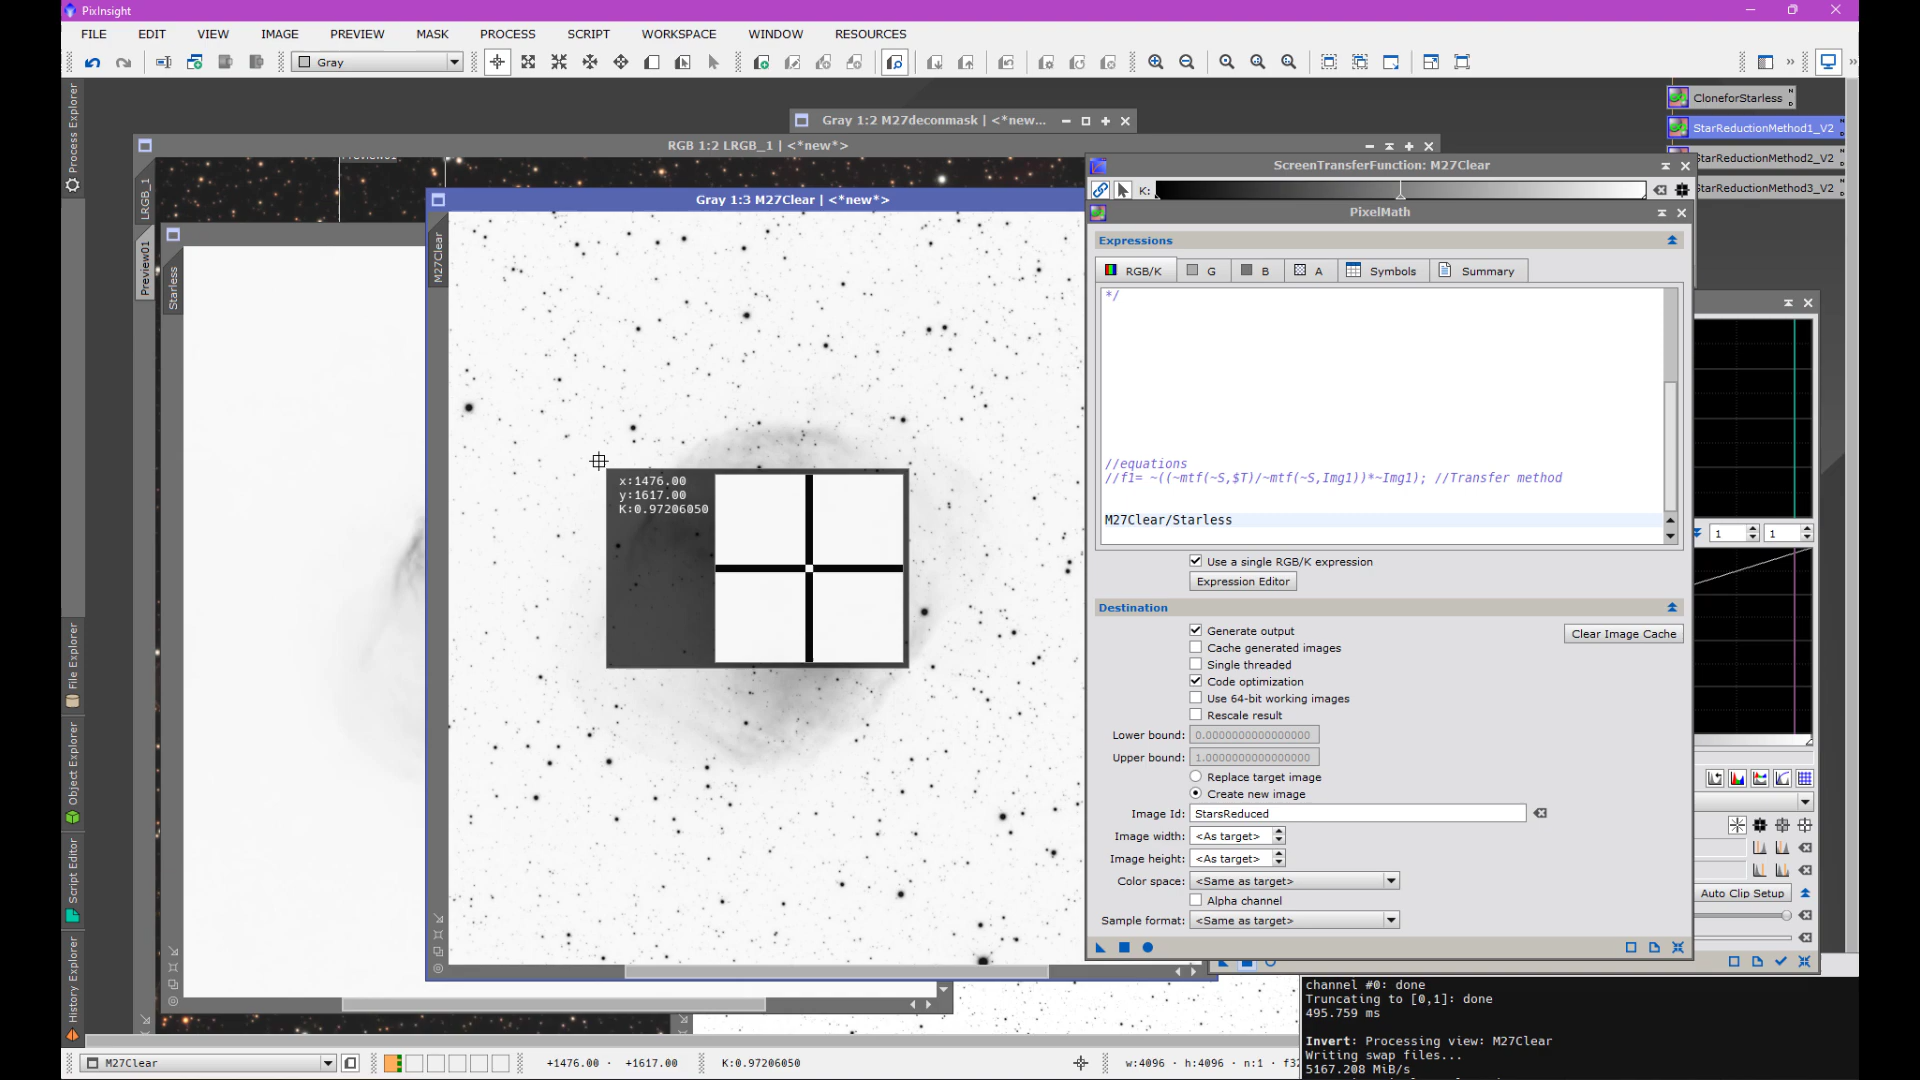 PixInsight
FILE EDIT VIEW IMAGE PREVIEW MASK PROCESS SCRIPT WORKSPACE WINDOW RESOURCES
Gray
Process Explorer
File Explorer
Object Explorer
Script Editor
History Explorer
CloneforStarless
StarReductionMethod1_V2
StarReductionMethod2_V2
StarReductionMethod3_V2
Gray 1:2 M27deconmask | <*new...
RGB 1:2 LRGB_1 | <*new*>
LRGB_1
Preview01
Starless
Gray 1:3 M27Clear | <*new*>
M27Clear
x:1476.00
y:1617.00
K:0.97206050
ScreenTransferFunction: M27Clear
K:
PixelMath
Expressions
RGB/K G B A Symbols Summary
*/
//equations
//f1= ~((~mtf(~S,$T)/~mtf(~S,Img1))*~Img1); //Transfer method
M27Clear/Starless
Use a single RGB/K expression
Expression Editor
Destination
Generate output
Clear Image Cache
Cache generated images
Single threaded
Code optimization
Use 64-bit working images
Rescale result
Lower bound: 0.0000000000000000
Upper bound: 1.0000000000000000
Replace target image
Create new image
Image Id: StarsReduced
Image width: <As target>
Image height: <As target>
Color space: <Same as target>
Alpha channel
Sample format: <Same as target>
1 1
Auto Clip Setup
channel #0: done
Truncating to [0,1]: done
495.759 ms
Invert: Processing view: M27Clear
Writing swap files...
5167.208 MiB/s
M27Clear
+1476.00 · +1617.00 K:0.97206050
w:4096 · h:4096 · n:1 · f32